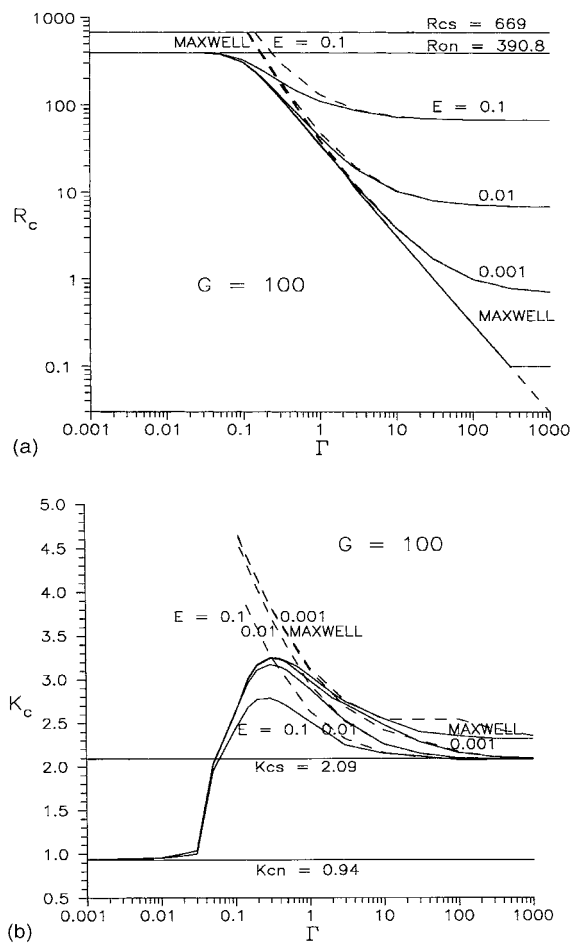 1000
Rcs = 669
MAXWELL E = 0.1
Ron = 390.8
100
E = 0.1
10
0.01
Rc
1
0.001
G = 100
MAXWELL
0.1
0.001 0.01 0.1 1 10 100 1000
(a)
Γ
5.0
4.5
G = 100
4.0
E = 0.1 0.001
3.5
0.01 MAXWELL
3.0
Kc
2.5
E = 0.1 0.01
MAXWELL
0.001
2.0
Kcs = 2.09
1.5
1.0
Kcn = 0.94
0.5
0.001 0.01 0.1 1 10 100 1000
(b)
Γ